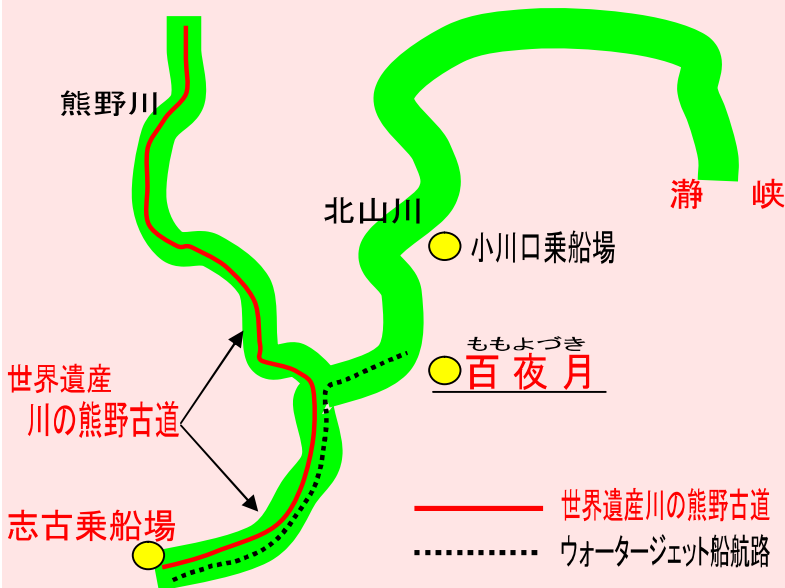 熊野川
北山川
瀞 峡
小川口乗船場
ももよづき
百夜月
世界遺産
川の熊野古道
志古乗船場
世界遺産川の熊野古道
ウォータージェット船航路